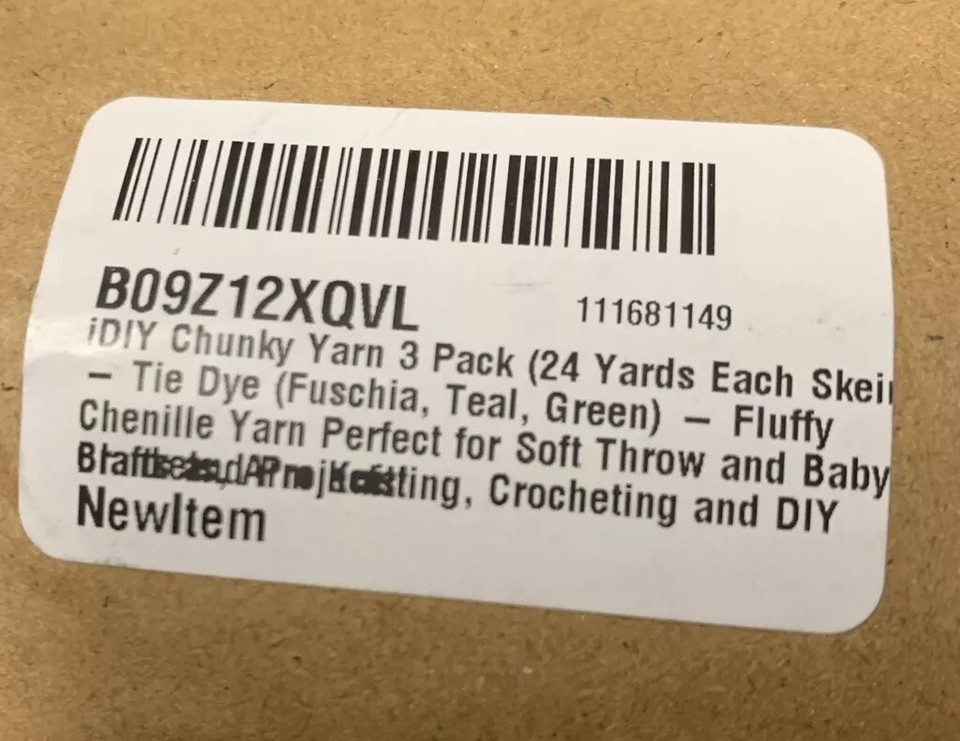 B09Z12XQVL 111681149
iDIY Chunky Yarn 3 Pack (24 Yards Each Skein
– Tie Dye (Fuschia, Teal, Green) – Fluffy
Chenille Yarn Perfect for Soft Throw and Baby
Crocheting and DIY
NewItem